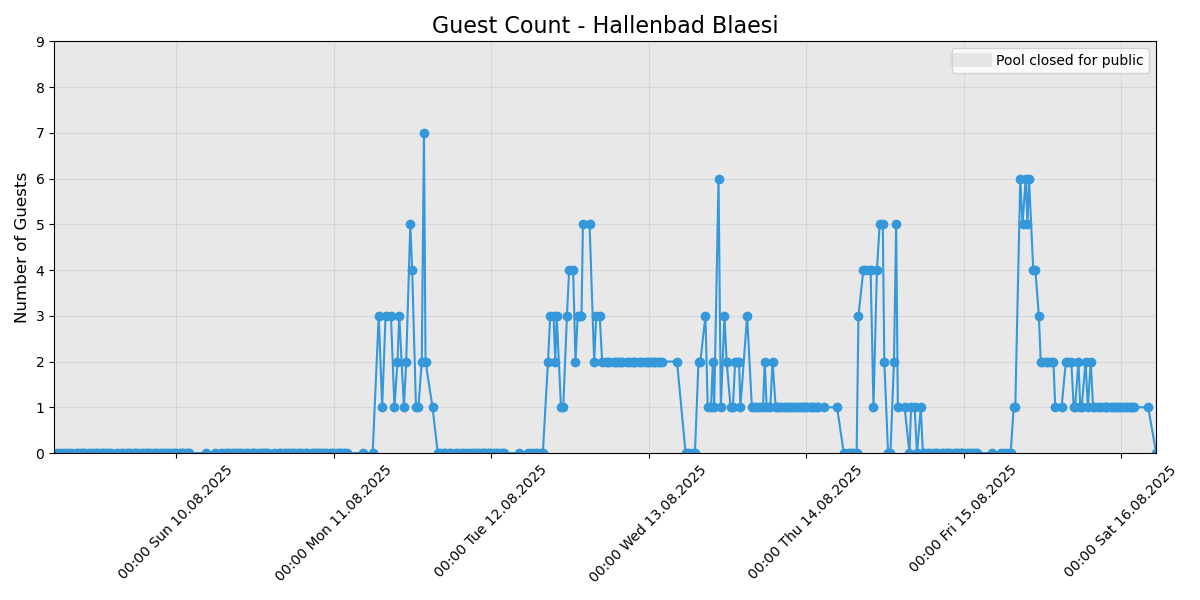 Guest Count - Hallenbad Blaesi
Pool closed for public
Number of Guests
9
8
7
6
5
4
3
2
1
0
00:00 Sun 10.08.2025
00:00 Mon 11.08.2025
00:00 Tue 12.08.2025
00:00 Wed 13.08.2025
00:00 Thu 14.08.2025
00:00 Fri 15.08.2025
00:00 Sat 16.08.2025